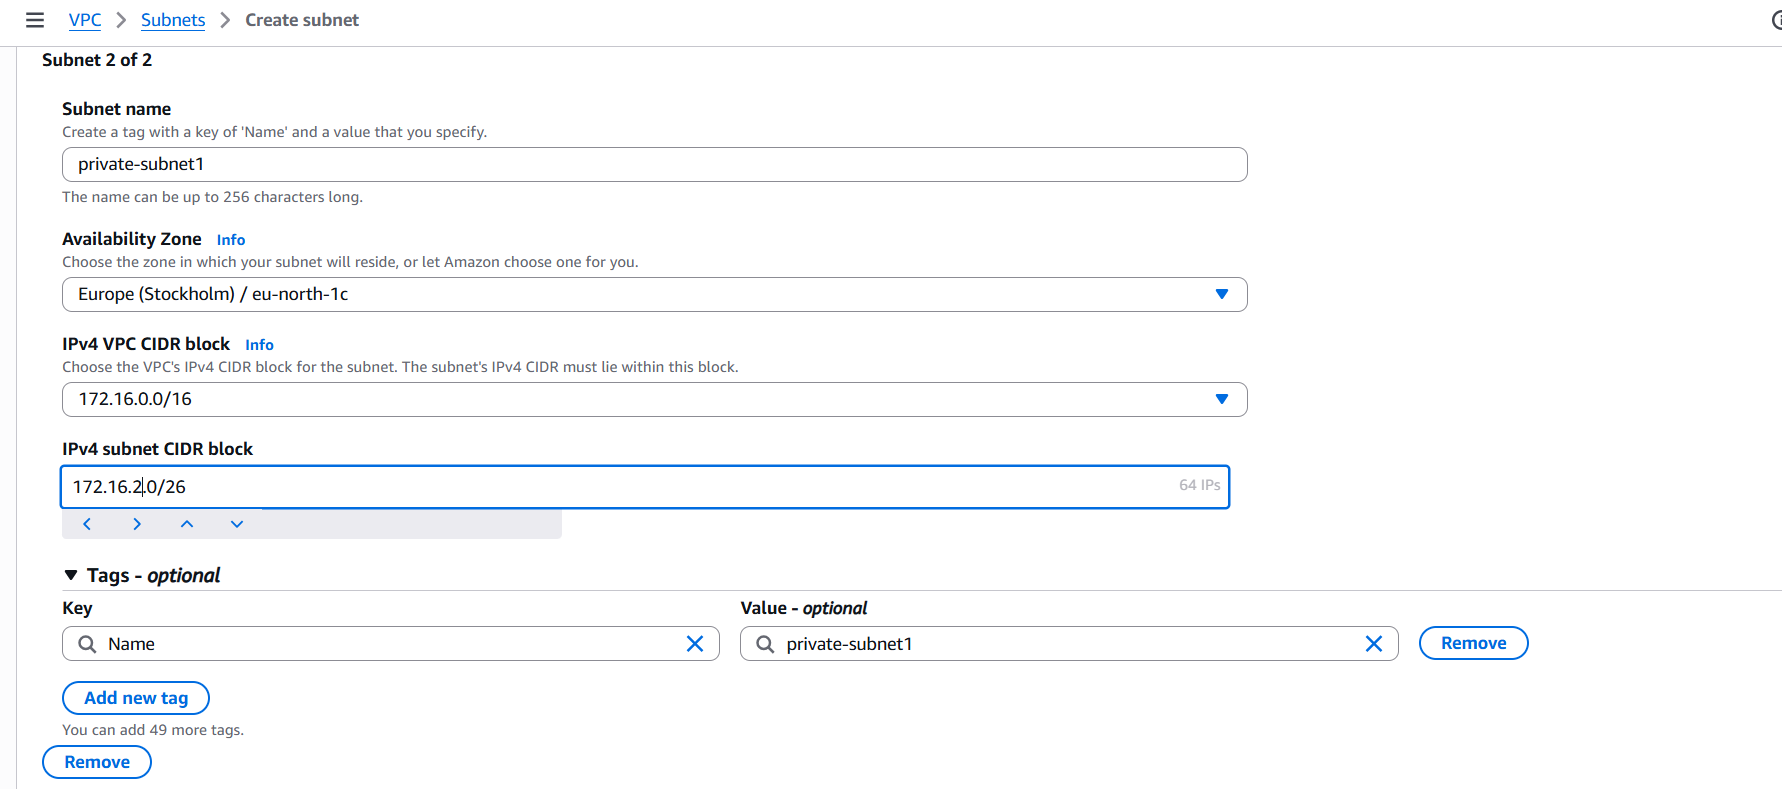 VPC > Subnets > Create subnet
Subnet 2 of 2
Subnet name
Create a tag with a key of 'Name' and a value that you specify.
private-subnet1
The name can be up to 256 characters long.
Availability Zone Info
Choose the zone in which your subnet will reside, or let Amazon choose one for you.
Europe (Stockholm) / eu-north-1c
IPv4 VPC CIDR block Info
Choose the VPC's IPv4 CIDR block for the subnet. The subnet's IPv4 CIDR must lie within this block.
172.16.0.0/16
IPv4 subnet CIDR block
172.16.2.0/26 64 IPs
Tags - optional
Key Value - optional
Name private-subnet1 Remove
Add new tag
You can add 49 more tags.
Remove